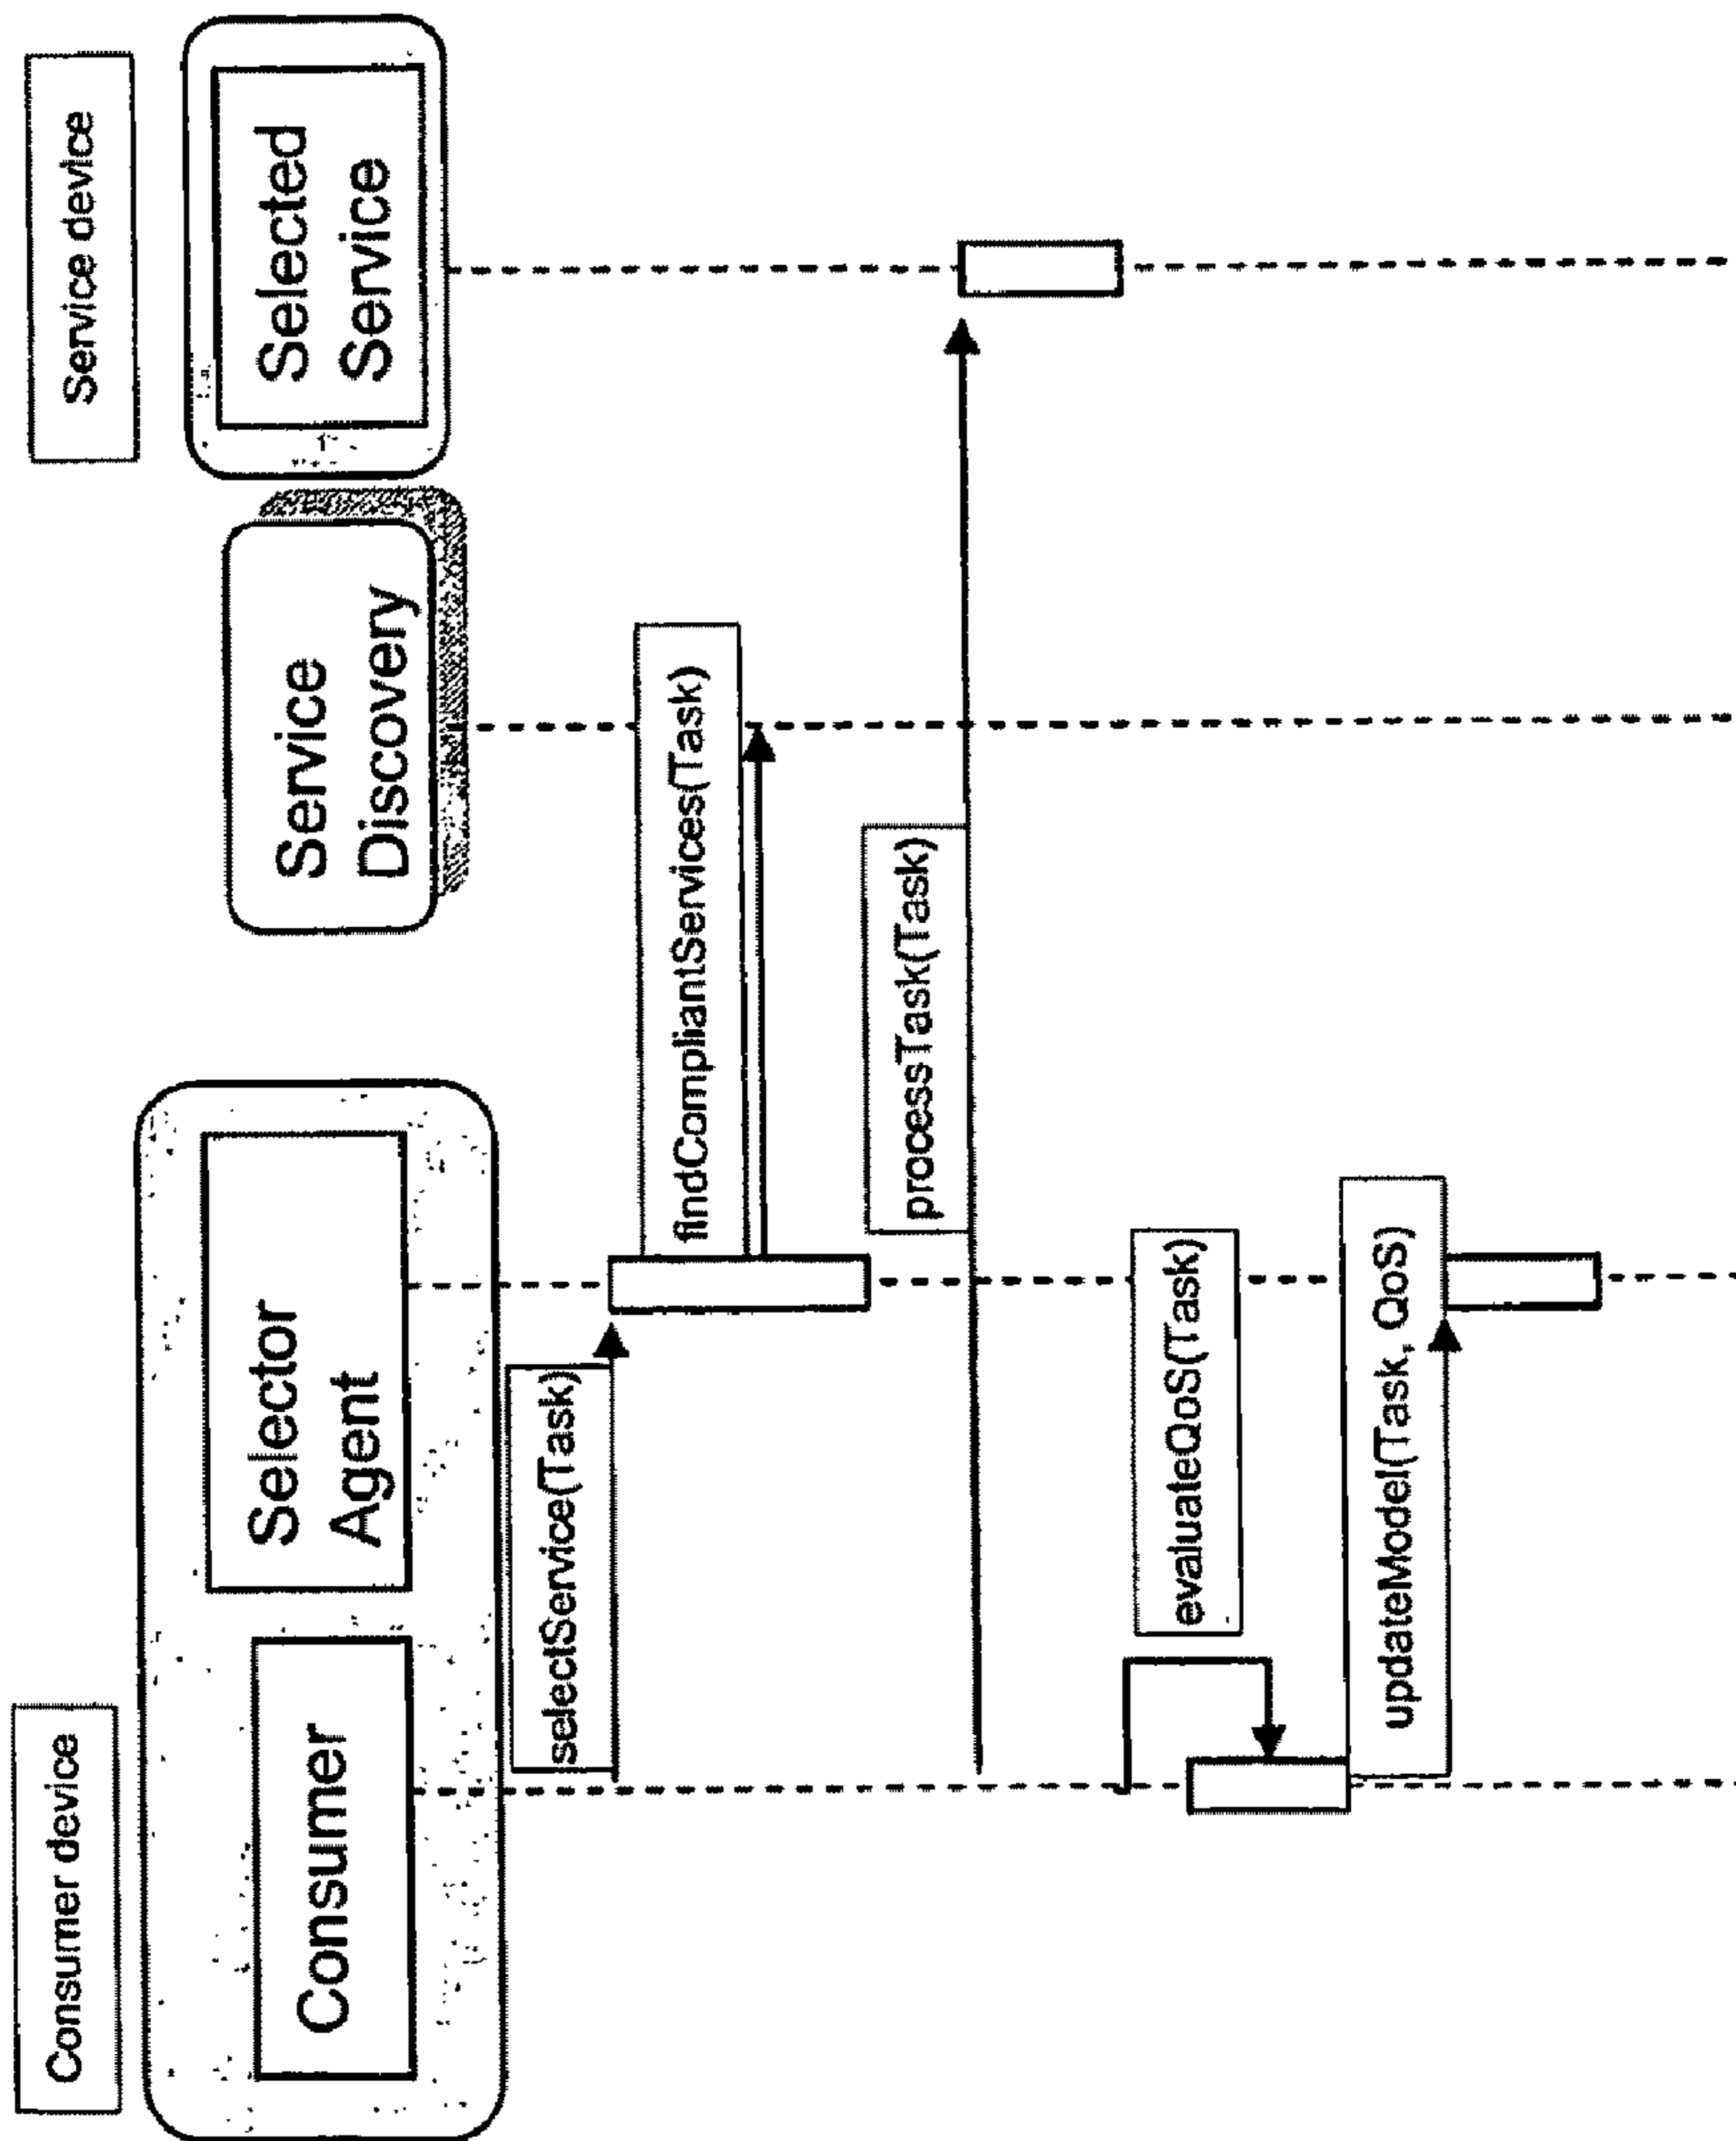 Consumer device
Service device
Consumer
Selector
Agent
Service
Discovery
Selected
Service
selectService(Task)
findCompliantServices(Task)
processTask(Task)
evaluateQoS(Task)
updateModel(Task, QoS)